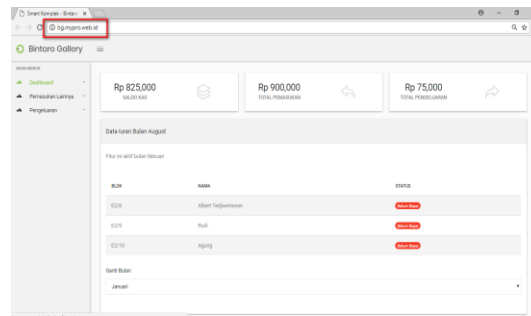 Smart Komplek - Bintaro
bg.mypro.web.id
Bintaro Gallery
Dashboard
Pemasukan Lainnya
Pengeluaran
Rp 825,000
SALDO KAS
Rp 900,000
TOTAL PEMASUKAN
Rp 75,000
TOTAL PENGELUARAN
Data Iuran Bulan August
Fitur ini aktif bulan februari
BLOK NAMA STATUS
E2/8 Albert Tedjaetiawan Belum Bayar
E2/9 Rudi Belum Bayar
E2/10 Agung Belum Bayar
Ganti Bulan
Januari